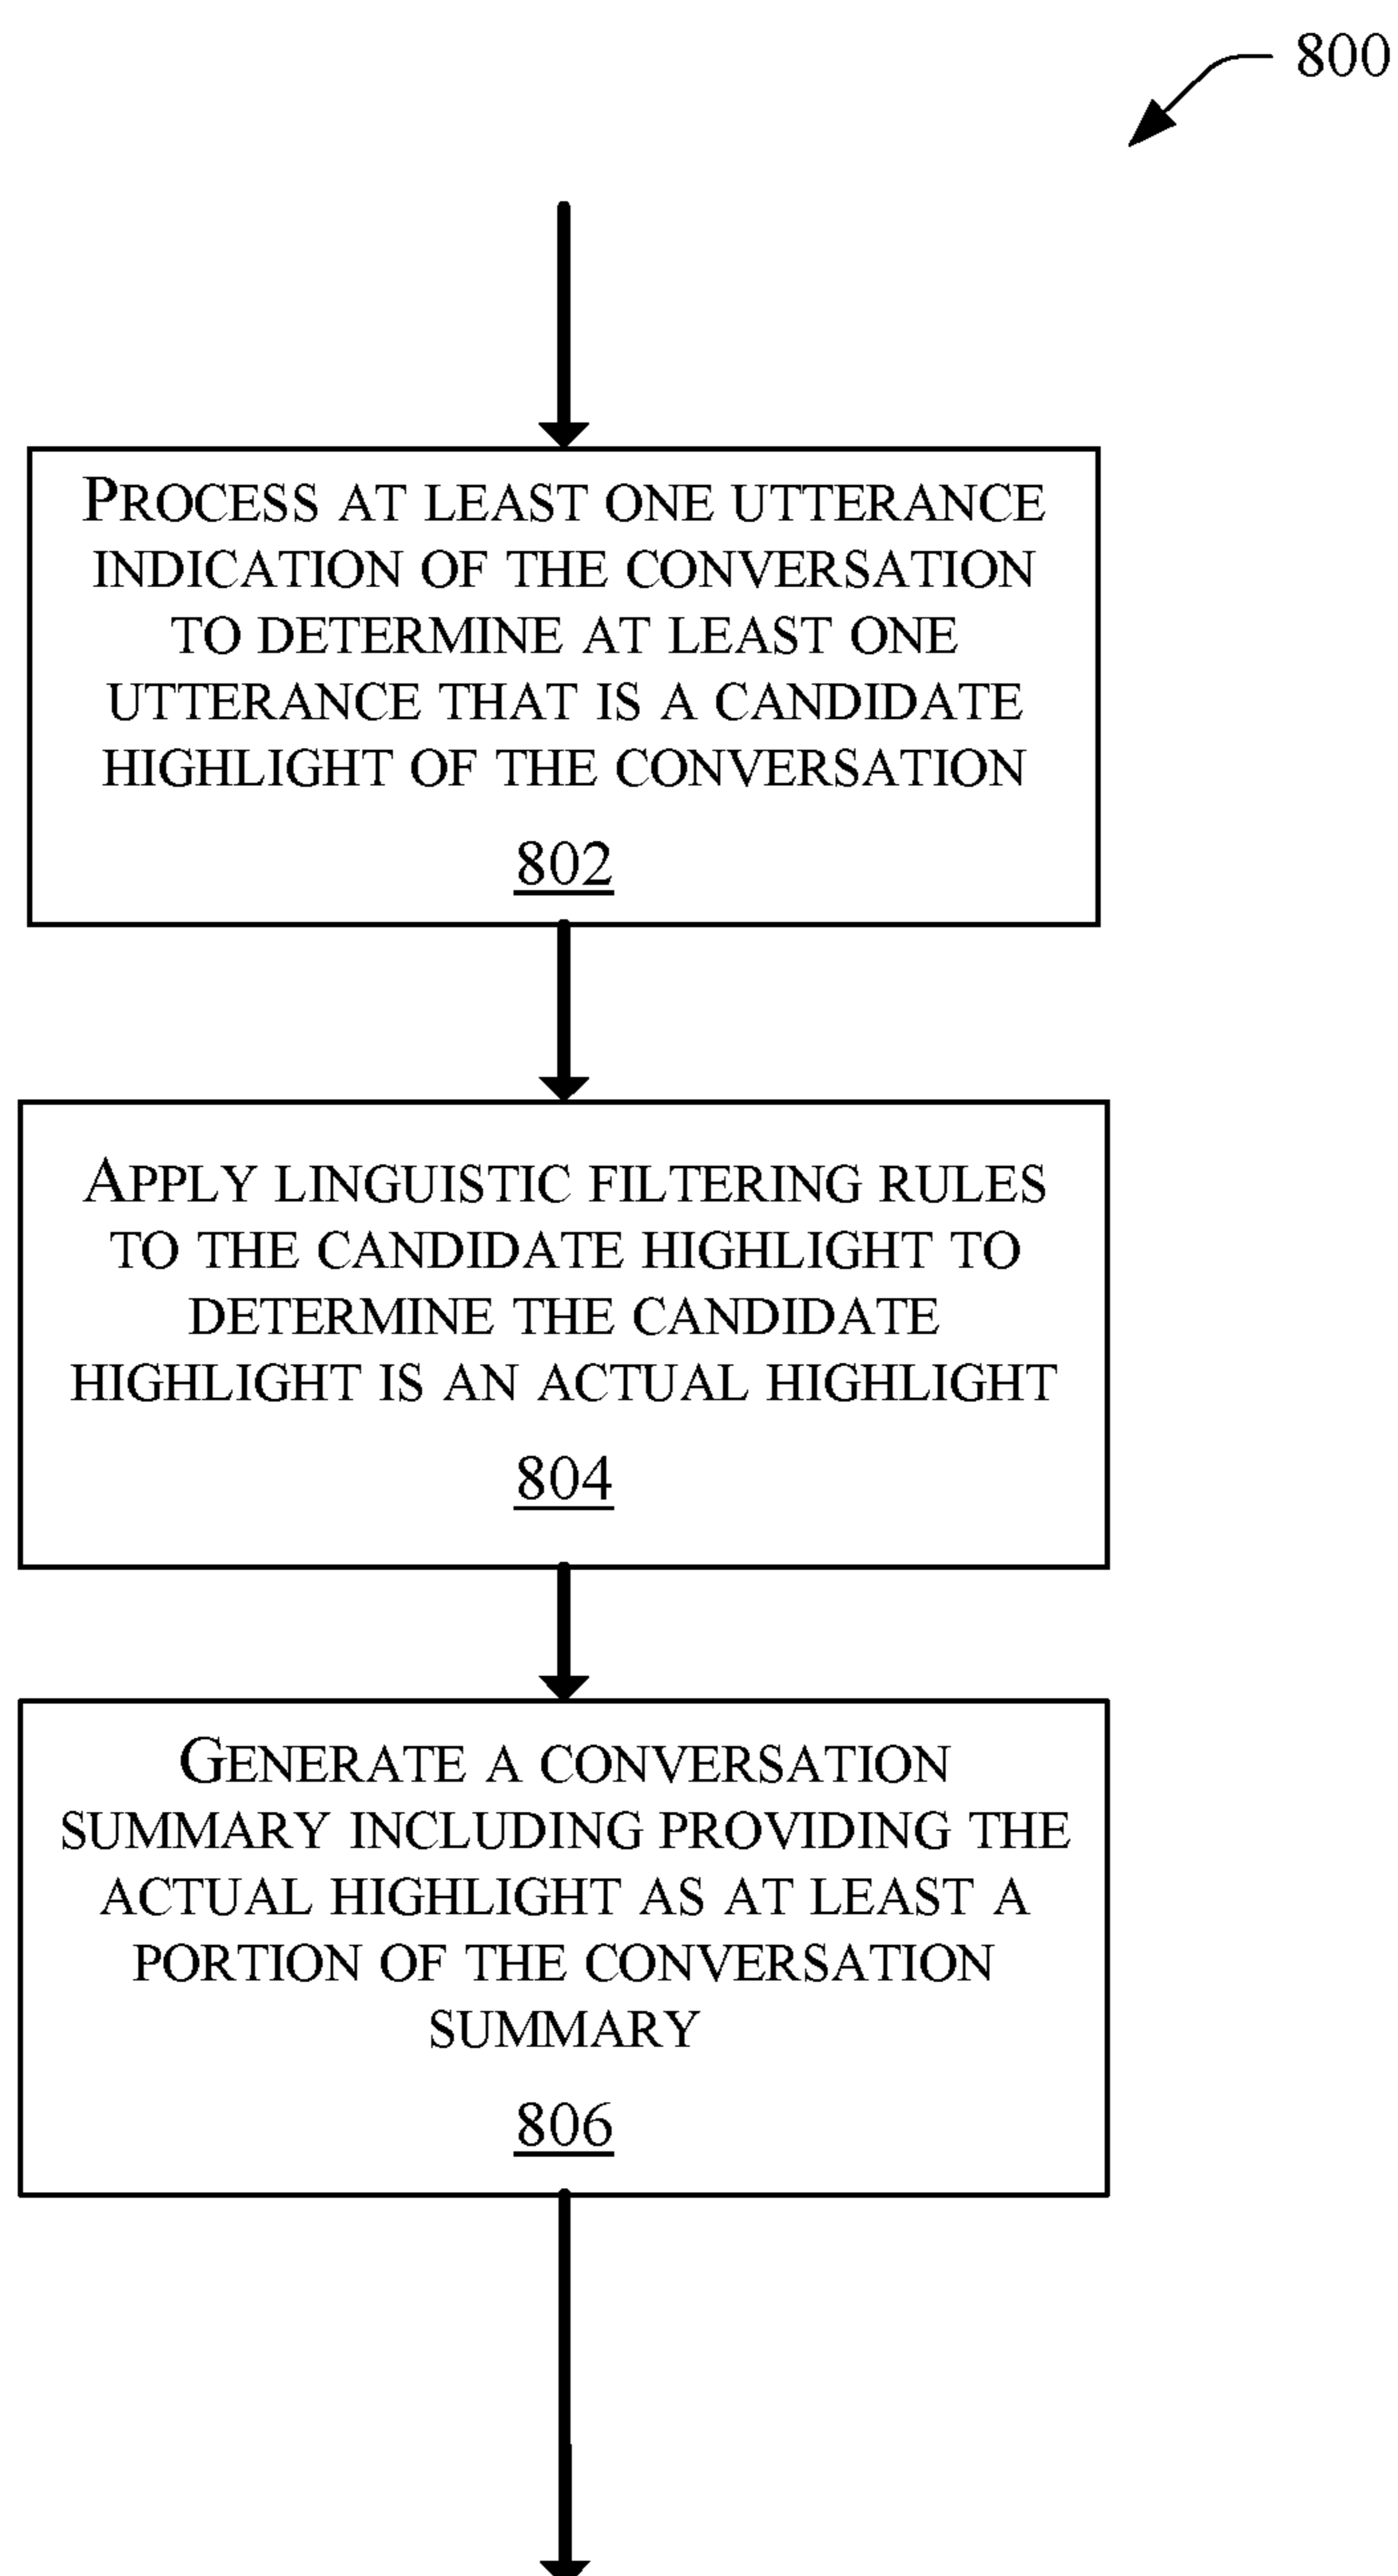 800
PROCESS AT LEAST ONE UTTERANCE
INDICATION OF THE CONVERSATION
TO DETERMINE AT LEAST ONE
UTTERANCE THAT IS A CANDIDATE
HIGHLIGHT OF THE CONVERSATION
802
APPLY LINGUISTIC FILTERING RULES
TO THE CANDIDATE HIGHLIGHT TO
DETERMINE THE CANDIDATE
HIGHLIGHT IS AN ACTUAL HIGHLIGHT
804
GENERATE A CONVERSATION
SUMMARY INCLUDING PROVIDING THE
ACTUAL HIGHLIGHT AS AT LEAST A
PORTION OF THE CONVERSATION
SUMMARY
806